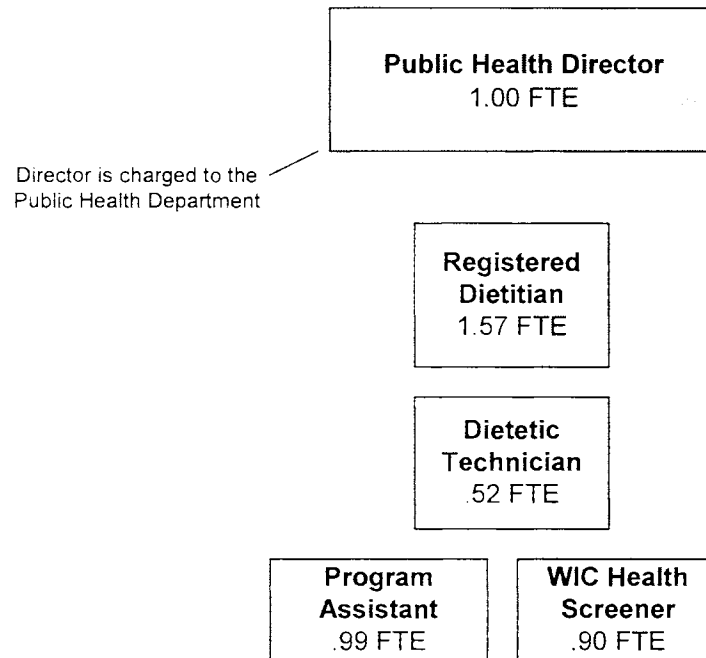 Public Health Director
1.00 FTE
Director is charged to the
Public Health Department
Registered
Dietitian
1.57 FTE
Dietetic
Technician
.52 FTE
Program
Assistant
.99 FTE
WIC Health
Screener
.90 FTE